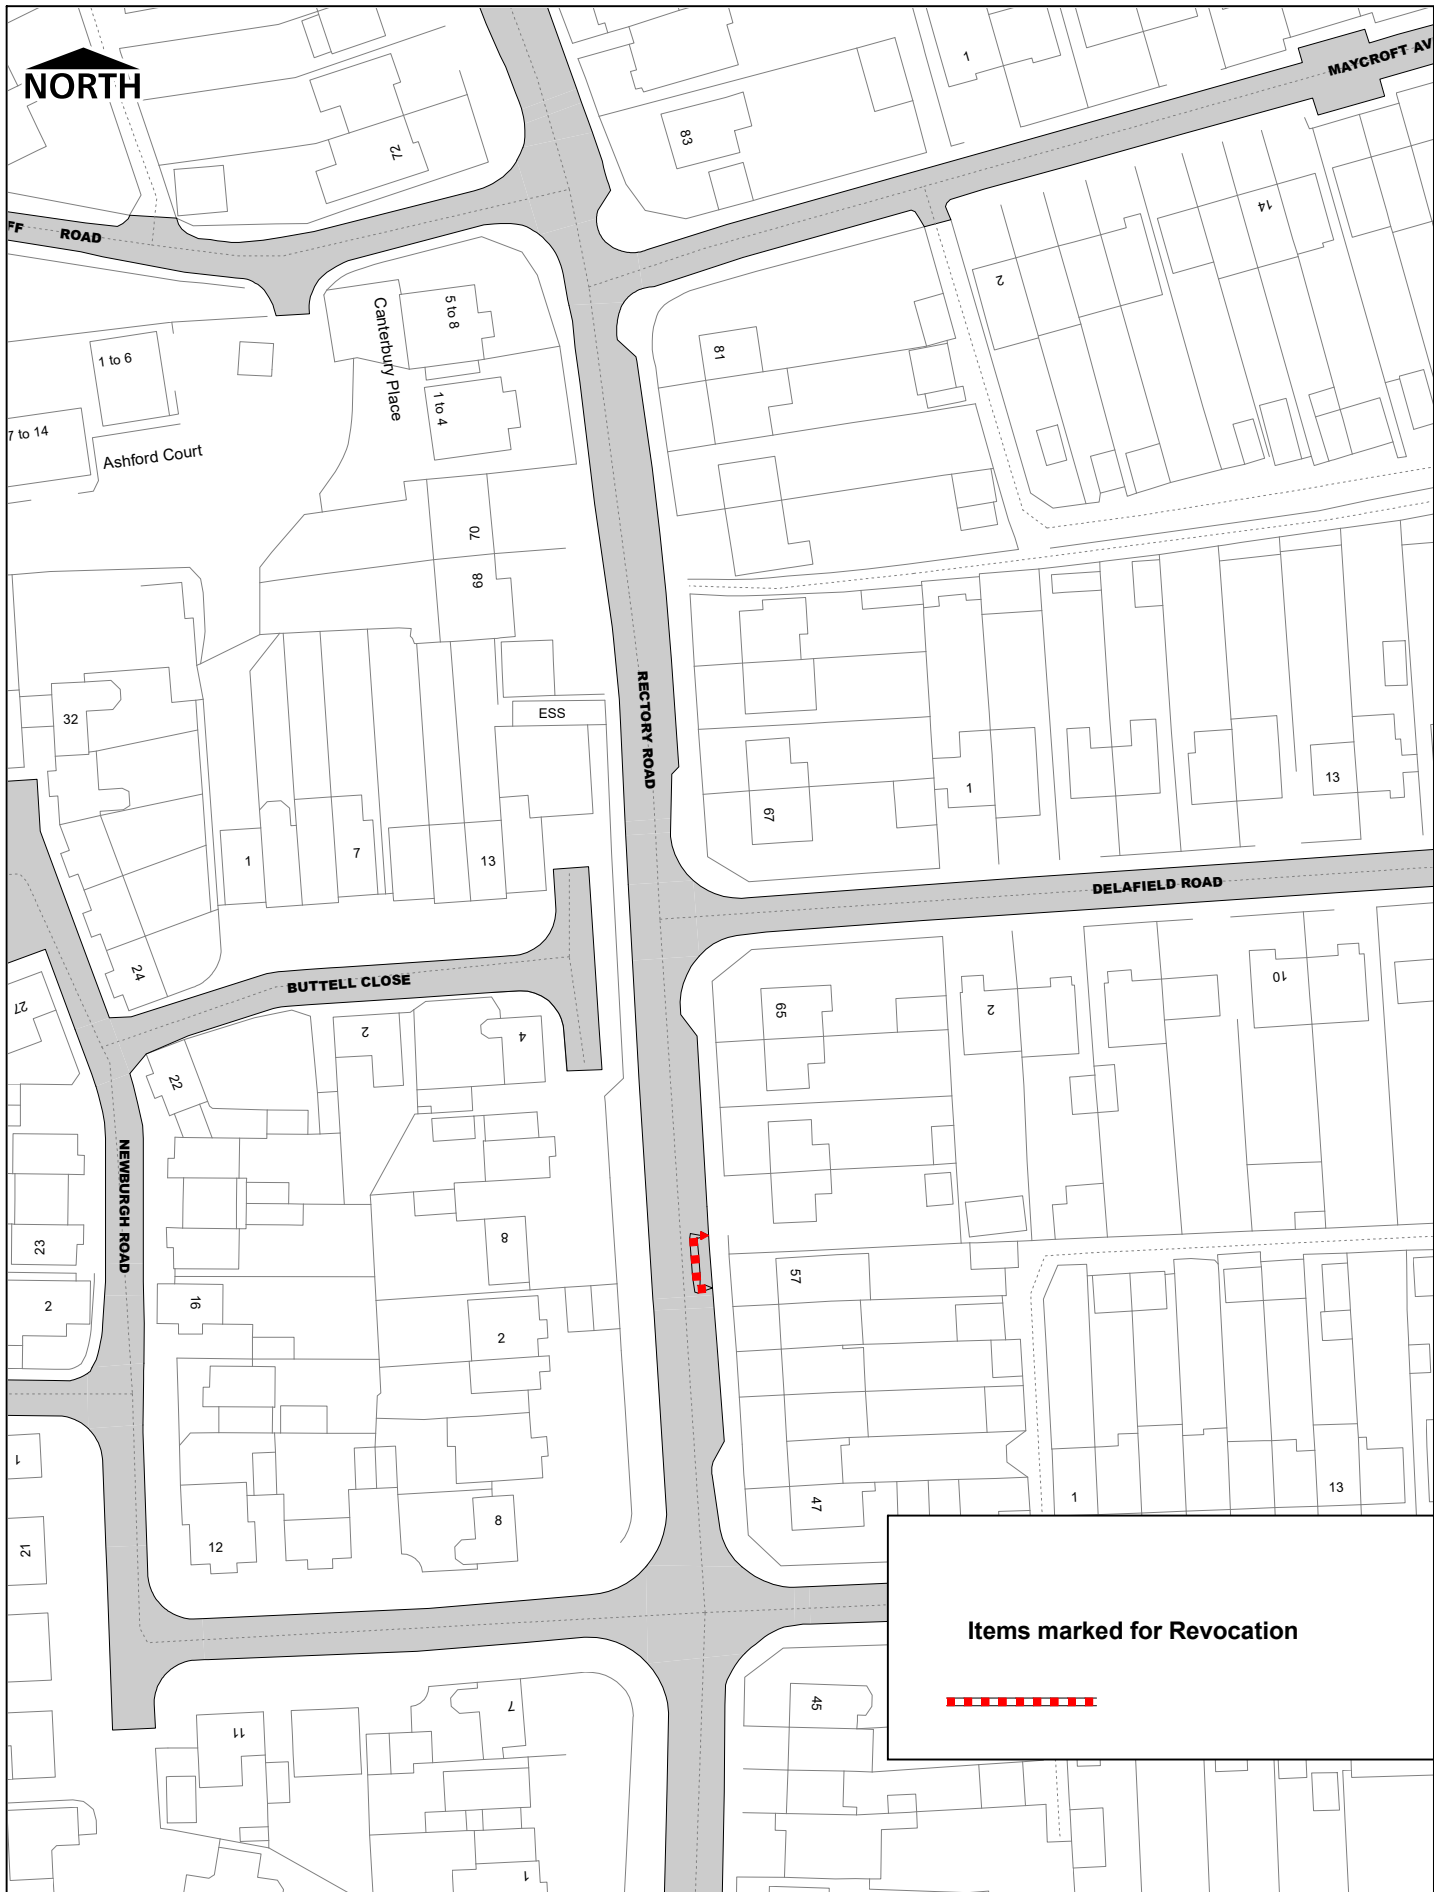 NORTH
MAYCROFT AV
1
83
72
14
FF ROAD
2
5 to 8
Canterbury Place
81
1 to 6
1 to 4
7 to 14
Ashford Court
70
68
RECTORY ROAD
ESS
32
1
13
67
1
7
13
DELAFIELD ROAD
24
BUTTELL CLOSE
10
27
65
2
2
4
22
NEWBURGH ROAD
23
8
57
2
16
2
1
47
1
13
12
8
21
Items marked for Revocation
45
7
11
1